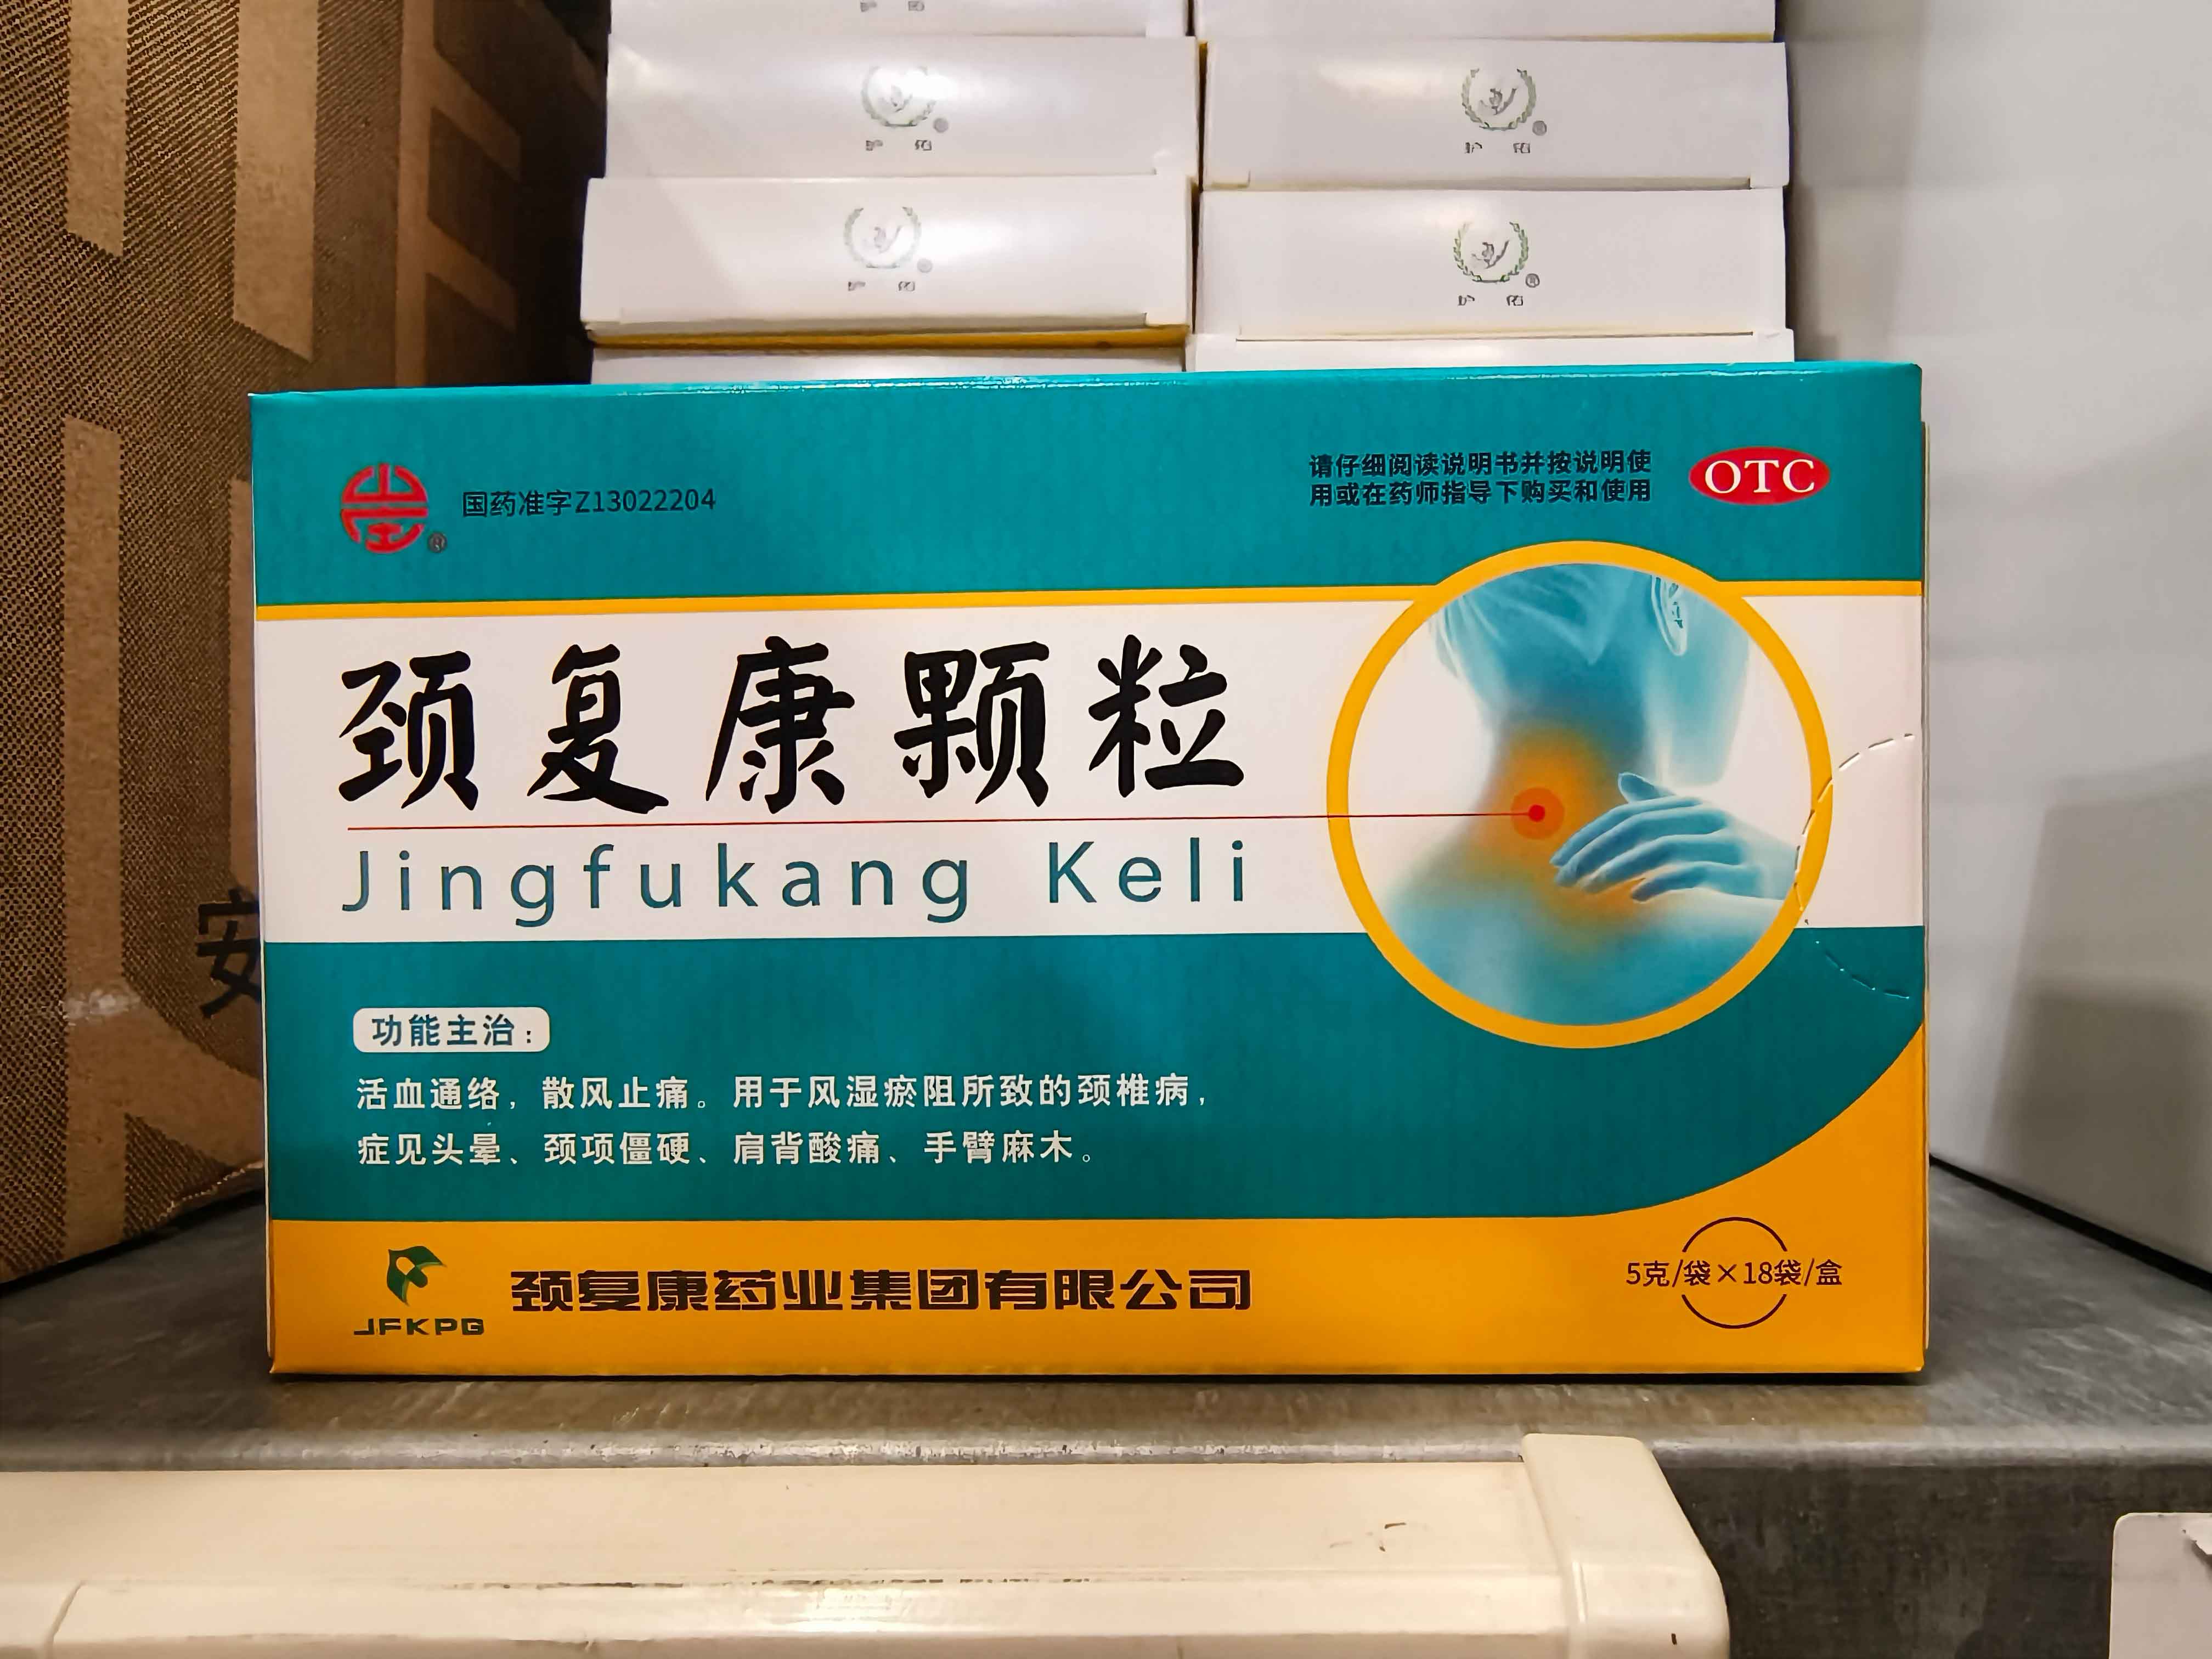 护佑
护佑
护佑
护佑
护佑
国药准字Z13022204
请仔细阅读说明书并按说明使
用或在药师指导下购买和使用
OTC
颈复康颗粒
Jingfukang Keli
安
功能主治：
活血通络，散风止痛。用于风湿瘀阻所致的颈椎病，
症见头晕、颈项僵硬、肩背酸痛、手臂麻木。
JFKPG
颈复康药业集团有限公司
5克/袋×18袋/盒